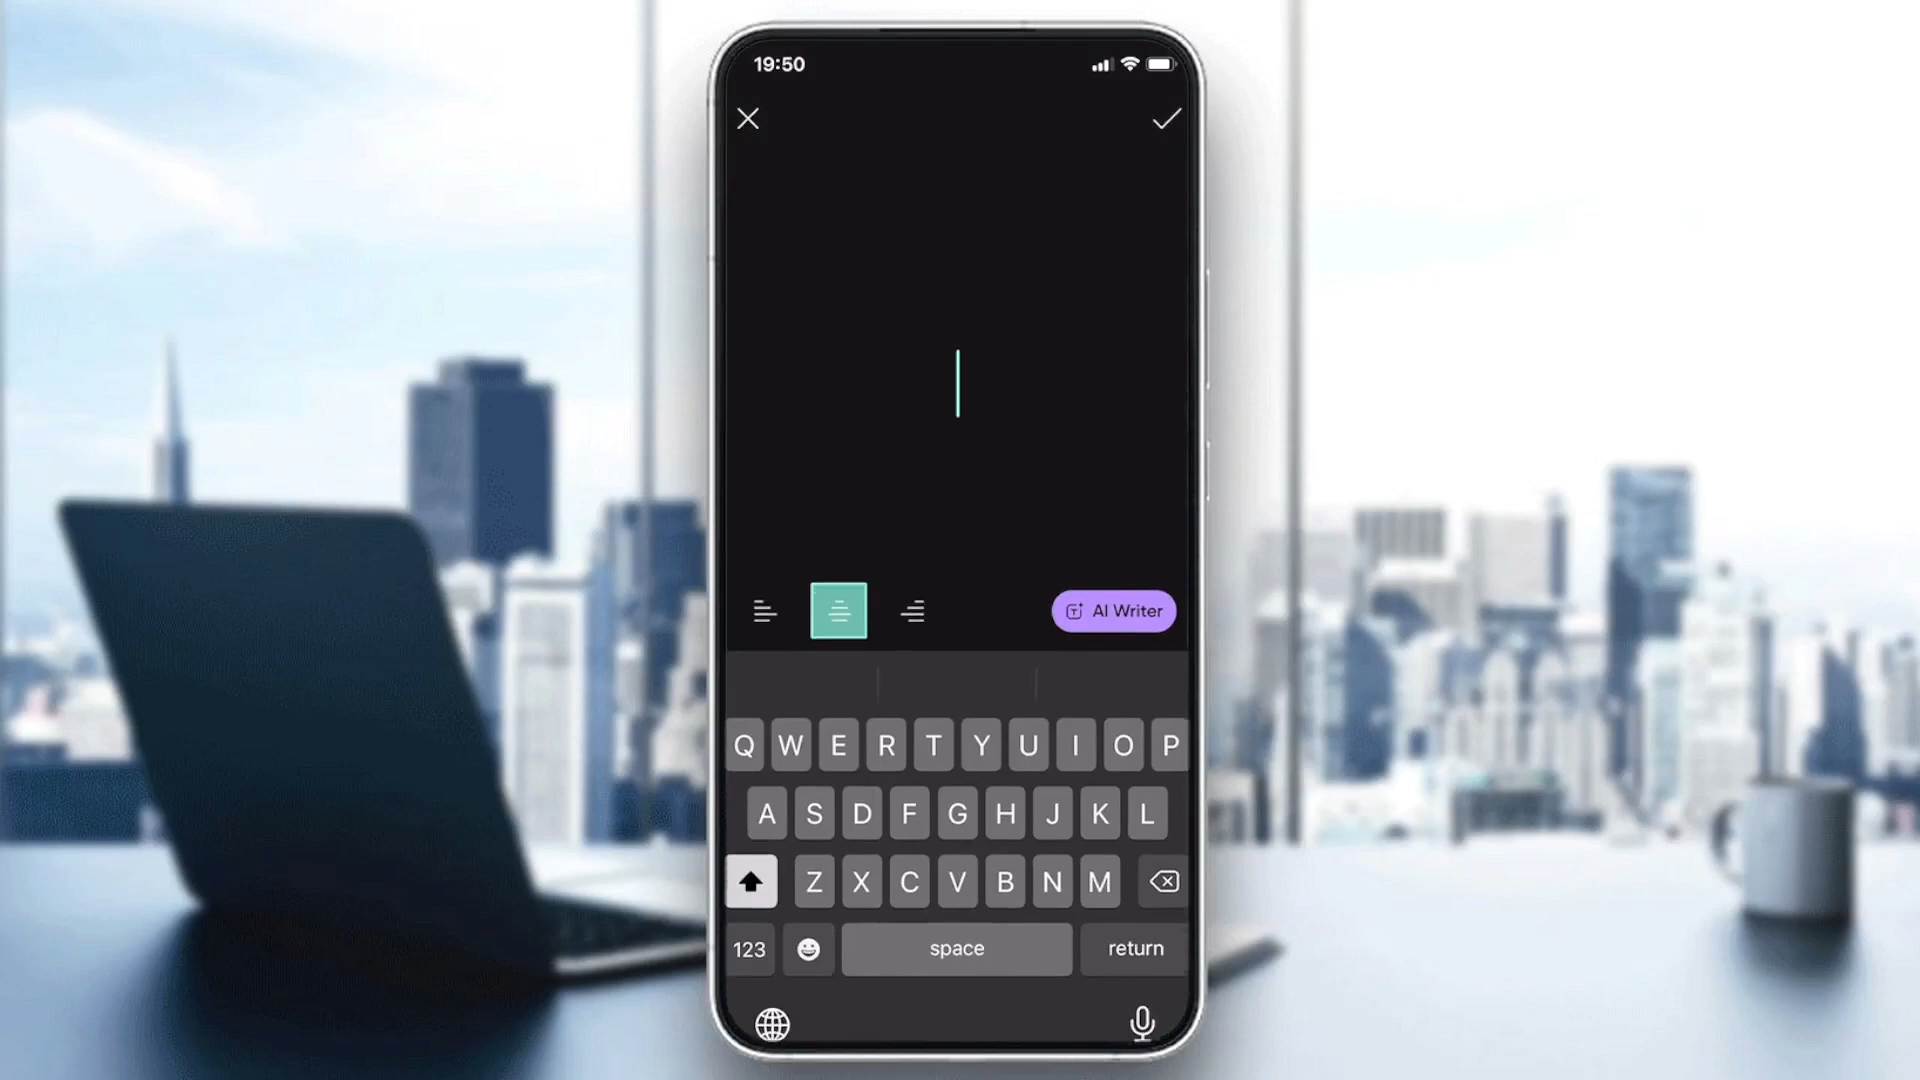 19:50
AI Writer
Q W E R T Y U I O P
A S D F G H J K L
Z X C V B N M
123 space return